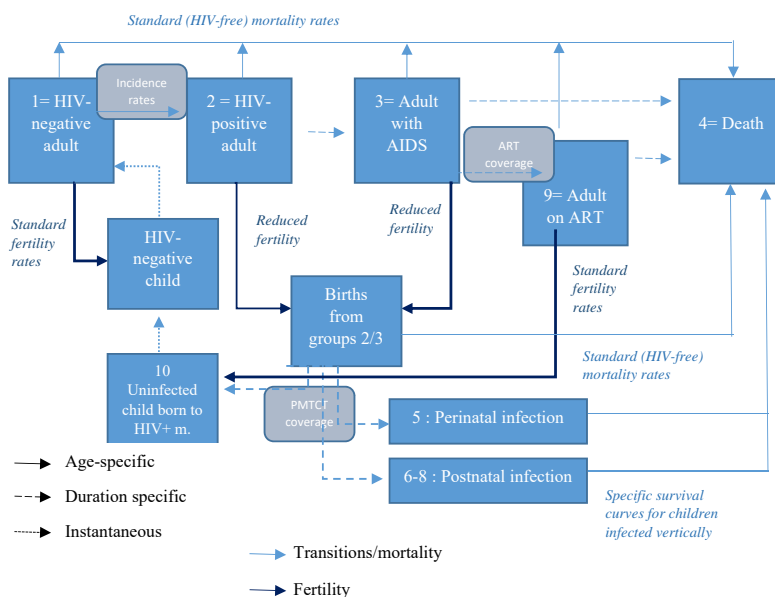 Standard (HIV-free) mortality rates
1= HIV-
negative
adult
Incidence
rates
2 = HIV-
positive
adult
3= Adult
with
AIDS
ART
coverage
4= Death
9= Adult
on ART
Standard
fertility
rates
HIV-
negative
child
Reduced
fertility
Reduced
fertility
Standard
fertility
rates
Births
from
groups 2/3
Standard (HIV-free)
mortality rates
10
Uninfected
child born to
HIV+ m.
PMTCT
coverage
5 : Perinatal infection
6-8 : Postnatal infection
Specific survival
curves for children
infected vertically
Age-specific
Duration specific
Instantaneous
Transitions/mortality
Fertility